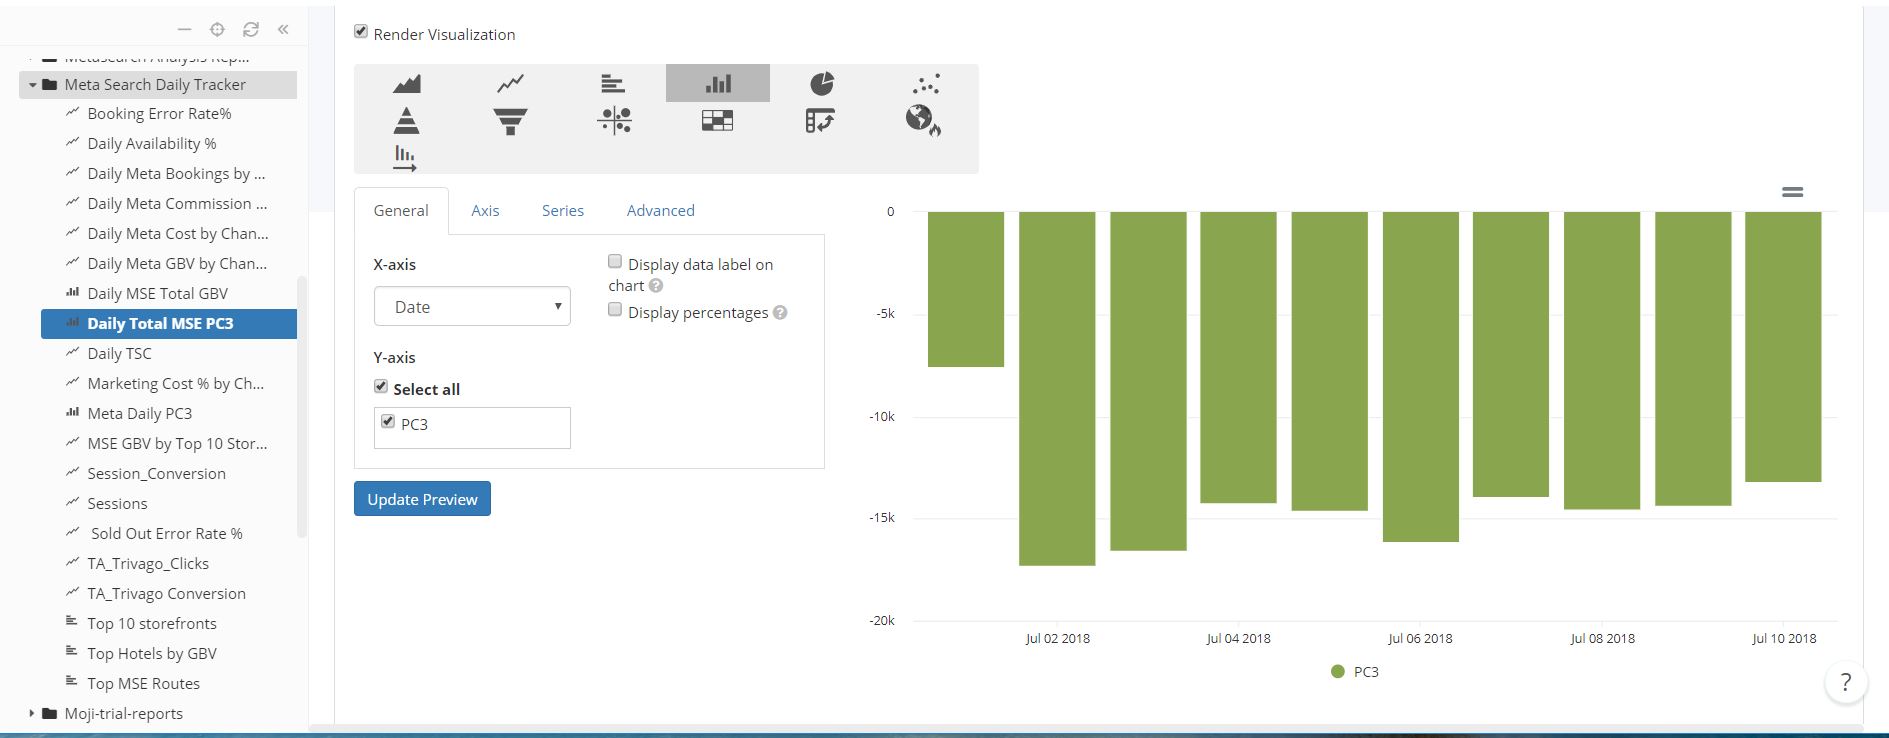 Metasearch Analysis Rep...
Meta Search Daily Tracker
Booking Error Rate%
Daily Availability %
Daily Meta Bookings by ...
Daily Meta Commission ...
Daily Meta Cost by Chan...
Daily Meta GBV by Chan...
Daily MSE Total GBV
Daily Total MSE PC3
Daily TSC
Marketing Cost % by Ch...
Meta Daily PC3
MSE GBV by Top 10 Stor...
Session_Conversion
Sessions
Sold Out Error Rate %
TA_Trivago_Clicks
TA_Trivago Conversion
Top 10 storefronts
Top Hotels by GBV
Top MSE Routes
Moji-trial-reports
Render Visualization
General
Axis
Series
Advanced
X-axis
Date
Display data label on
chart ?
Display percentages ?
Y-axis
Select all
PC3
Update Preview
0
-5k
-10k
-15k
-20k
Jul 02 2018
Jul 04 2018
Jul 06 2018
Jul 08 2018
Jul 10 2018
PC3
?